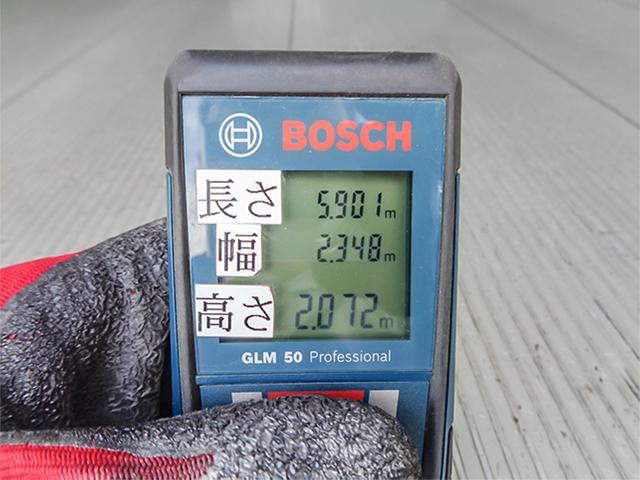 BOSCH
長さ 5.901m
幅 2.348m
高さ 2.072m
GLM 50 Professional